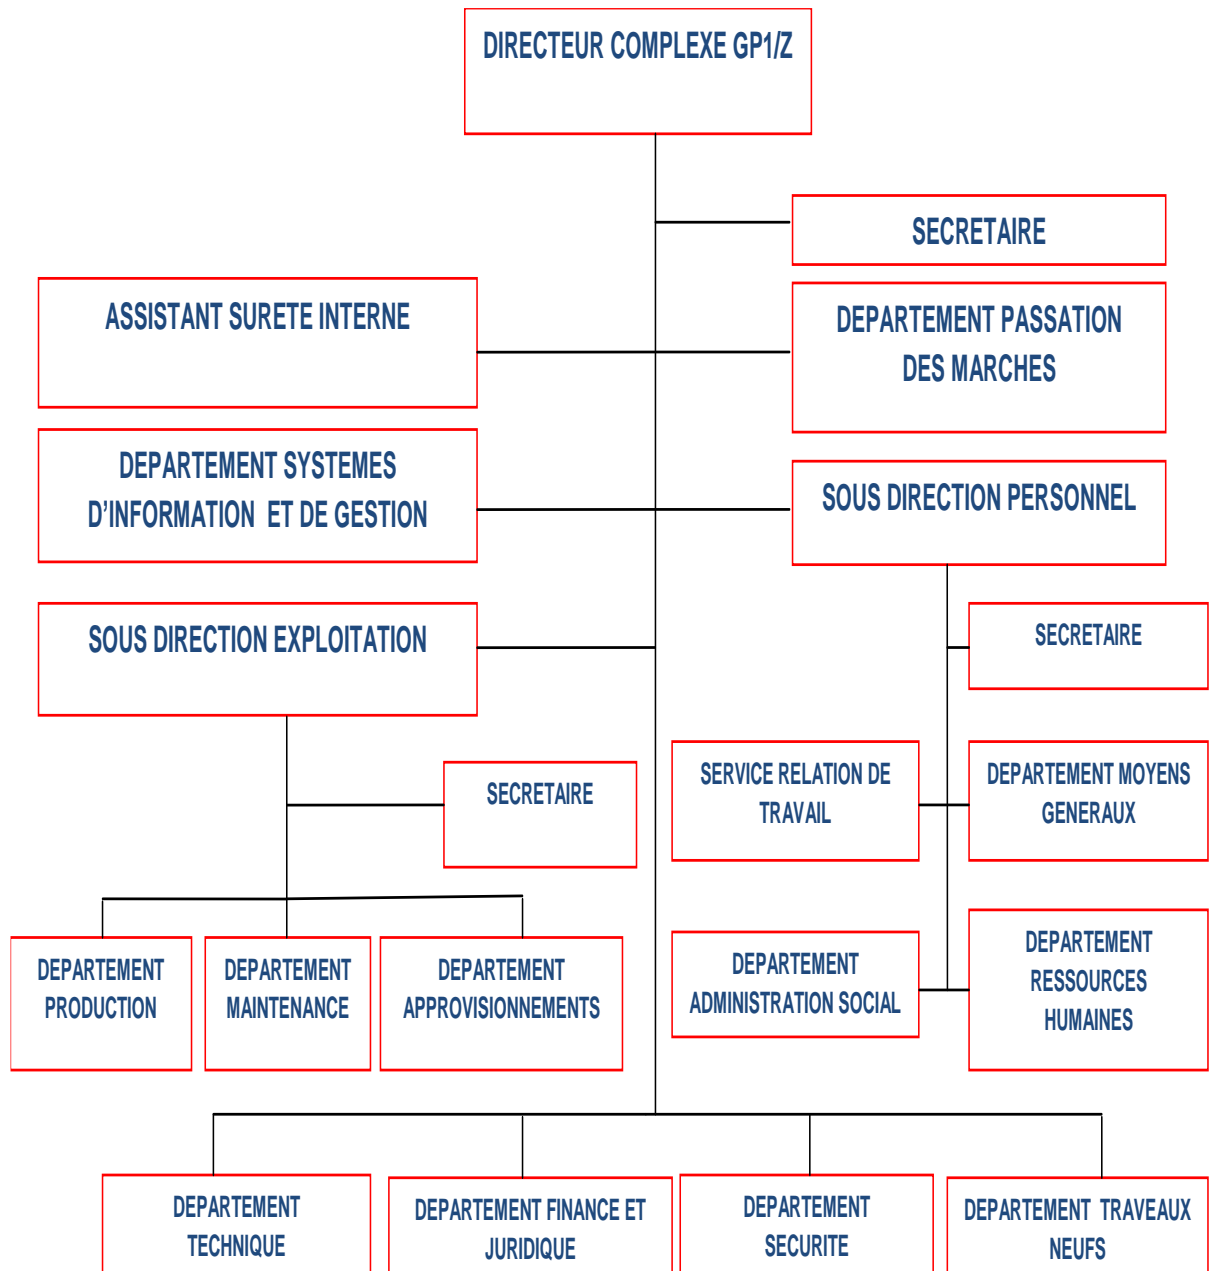 DIRECTEUR COMPLEXE GP1/Z
SECRETAIRE
ASSISTANT SURETE INTERNE
DEPARTEMENT PASSATION
DES MARCHES
DEPARTEMENT SYSTEMES
D'INFORMATION ET DE GESTION
SOUS DIRECTION PERSONNEL
SOUS DIRECTION EXPLOITATION
SECRETAIRE
SERVICE RELATION DE
TRAVAIL
DEPARTEMENT MOYENS
GENERAUX
SECRETAIRE
DEPARTEMENT
PRODUCTION
DEPARTEMENT
MAINTENANCE
DEPARTEMENT
APPROVISIONNEMENTS
DEPARTEMENT
ADMINISTRATION SOCIAL
DEPARTEMENT
RESSOURCES
HUMAINES
DEPARTEMENT
TECHNIQUE
DEPARTEMENT FINANCE ET
JURIDIQUE
DEPARTEMENT
SECURITE
DEPARTEMENT TRAVEAUX
NEUFS